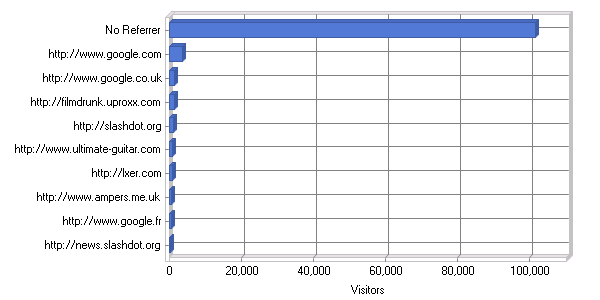 No Referrer
http://www.google.com
http://www.google.co.uk
http://filmdrunk.uproxx.com
http://slashdot.org
http://www.ultimate-guitar.com
http://lxer.com
http://www.ampers.me.uk
http://www.google.fr
http://news.slashdot.org
0 20,000 40,000 60,000 80,000 100,000
Visitors